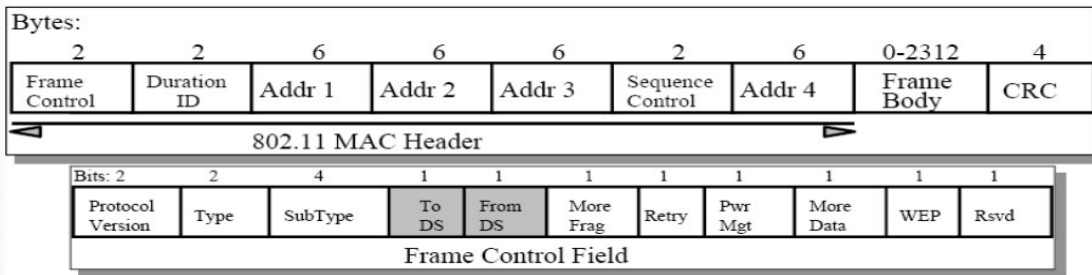 Bytes:
2 2 6 6 6 2 6 0-2312 4
Frame Control Duration ID Addr 1 Addr 2 Addr 3 Sequence Control Addr 4 Frame Body CRC
802.11 MAC Header
Bits: 2 2 4 1 1 1 1 1 1 1 1
Protocol Version Type SubType To DS From DS More Frag Retry Pwr Mgt More Data WEP Rsvd
Frame Control Field